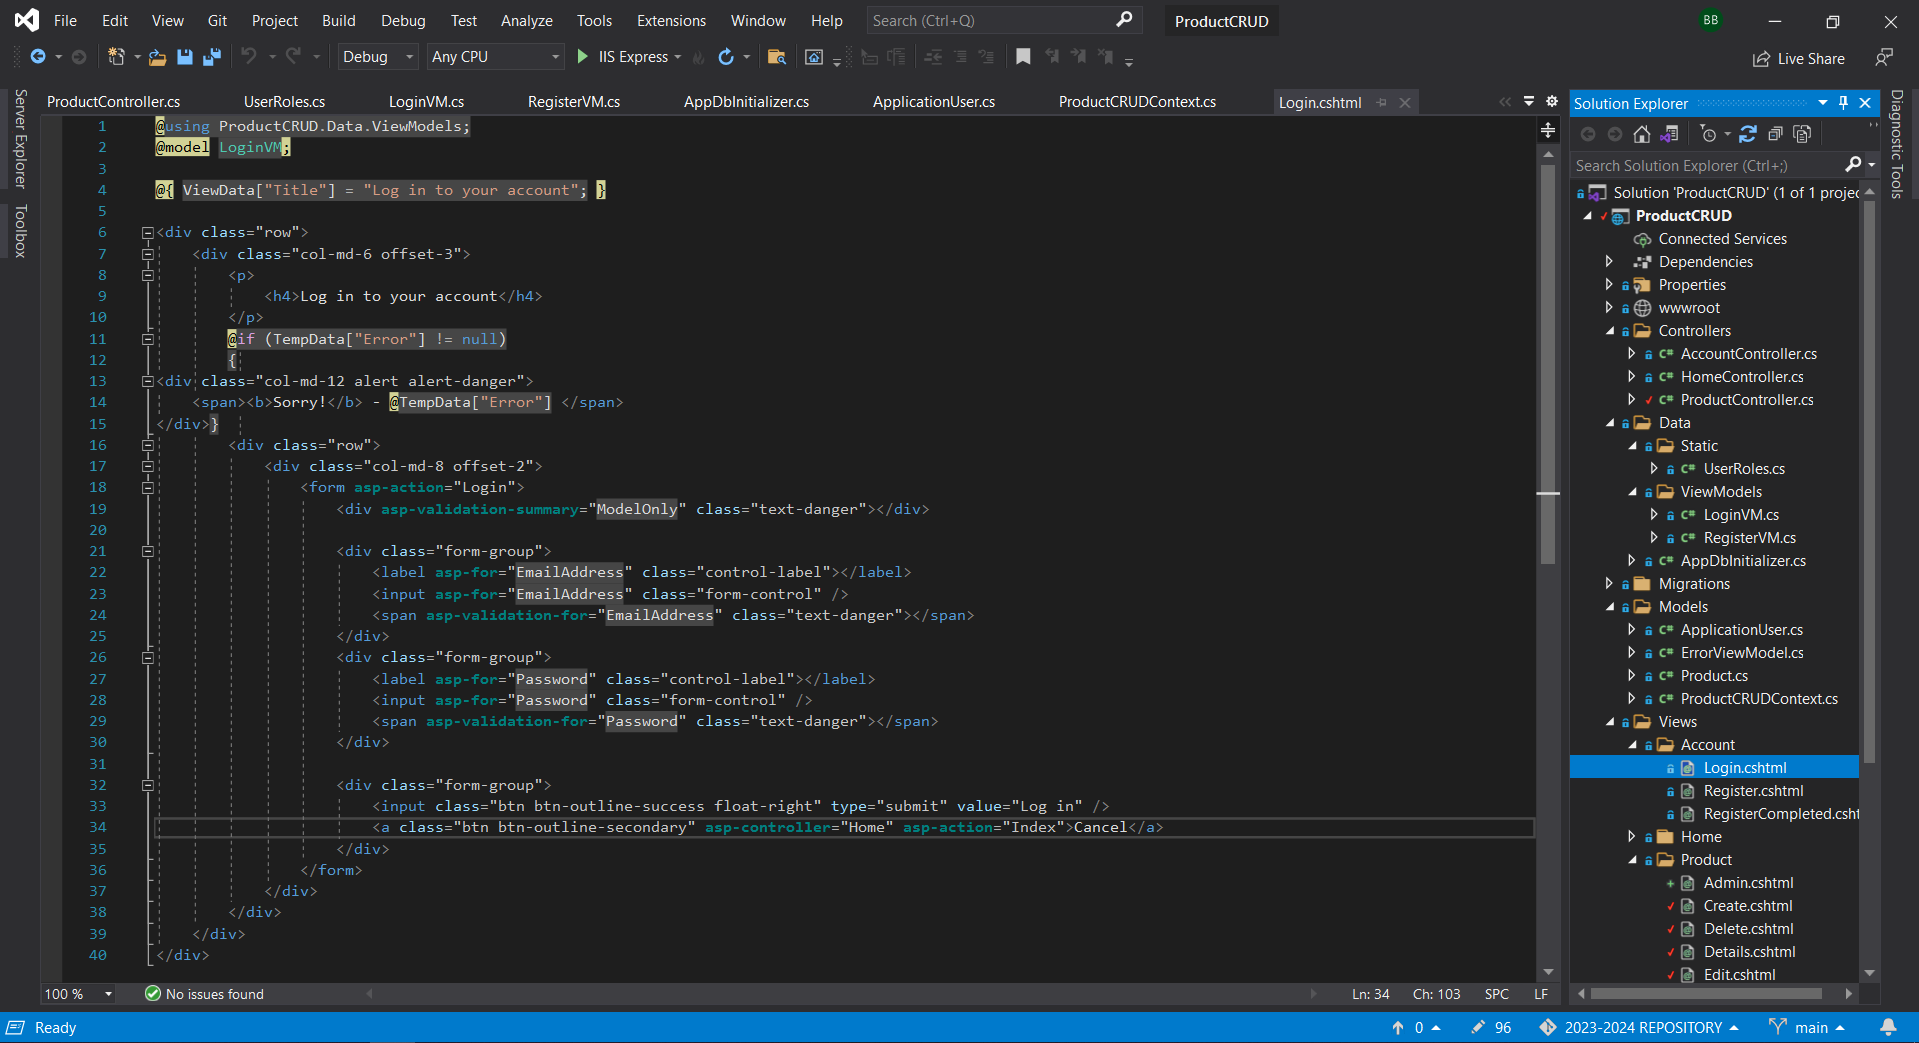 File Edit View Git Project Build Debug Test Analyze Tools Extensions Window Help Search (Ctrl+Q) ProductCRUD BB
Debug Any CPU IIS Express Live Share
Server Explorer
Toolbox
ProductController.cs UserRoles.cs LoginVM.cs RegisterVM.cs AppDbInitializer.cs ApplicationUser.cs ProductCRUDContext.cs Login.cshtml
1 @using ProductCRUD.Data.ViewModels;
2 @model LoginVM;
3
4 @{ ViewData["Title"] = "Log in to your account"; }
5
6 <div class="row">
7 <div class="col-md-6 offset-3">
8 <p>
9 <h4>Log in to your account</h4>
10 </p>
11 @if (TempData["Error"] != null)
12 {
13 <div class="col-md-12 alert alert-danger">
14 <span><b>Sorry!</b> - @TempData["Error"] </span>
15 </div>}
16 <div class="row">
17 <div class="col-md-8 offset-2">
18 <form asp-action="Login">
19 <div asp-validation-summary="ModelOnly" class="text-danger"></div>
20
21 <div class="form-group">
22 <label asp-for="EmailAddress" class="control-label"></label>
23 <input asp-for="EmailAddress" class="form-control" />
24 <span asp-validation-for="EmailAddress" class="text-danger"></span>
25 </div>
26 <div class="form-group">
27 <label asp-for="Password" class="control-label"></label>
28 <input asp-for="Password" class="form-control" />
29 <span asp-validation-for="Password" class="text-danger"></span>
30 </div>
31
32 <div class="form-group">
33 <input class="btn btn-outline-success float-right" type="submit" value="Log in" />
34 <a class="btn btn-outline-secondary" asp-controller="Home" asp-action="Index">Cancel</a>
35 </div>
36 </form>
37 </div>
38 </div>
39 </div>
40 </div>
100 % No issues found Ln: 34 Ch: 103 SPC LF
Solution Explorer
Search Solution Explorer (Ctrl+;)
Solution 'ProductCRUD' (1 of 1 projec
ProductCRUD
Connected Services
Dependencies
Properties
wwwroot
Controllers
C# AccountController.cs
C# HomeController.cs
C# ProductController.cs
Data
Static
C# UserRoles.cs
ViewModels
C# LoginVM.cs
C# RegisterVM.cs
C# AppDbInitializer.cs
Migrations
Models
C# ApplicationUser.cs
C# ErrorViewModel.cs
C# Product.cs
C# ProductCRUDContext.cs
Views
Account
Login.cshtml
Register.cshtml
RegisterCompleted.csht
Home
Product
Admin.cshtml
Create.cshtml
Delete.cshtml
Details.cshtml
Edit.cshtml
Diagnostic Tools
Ready 0 96 2023-2024 REPOSITORY main